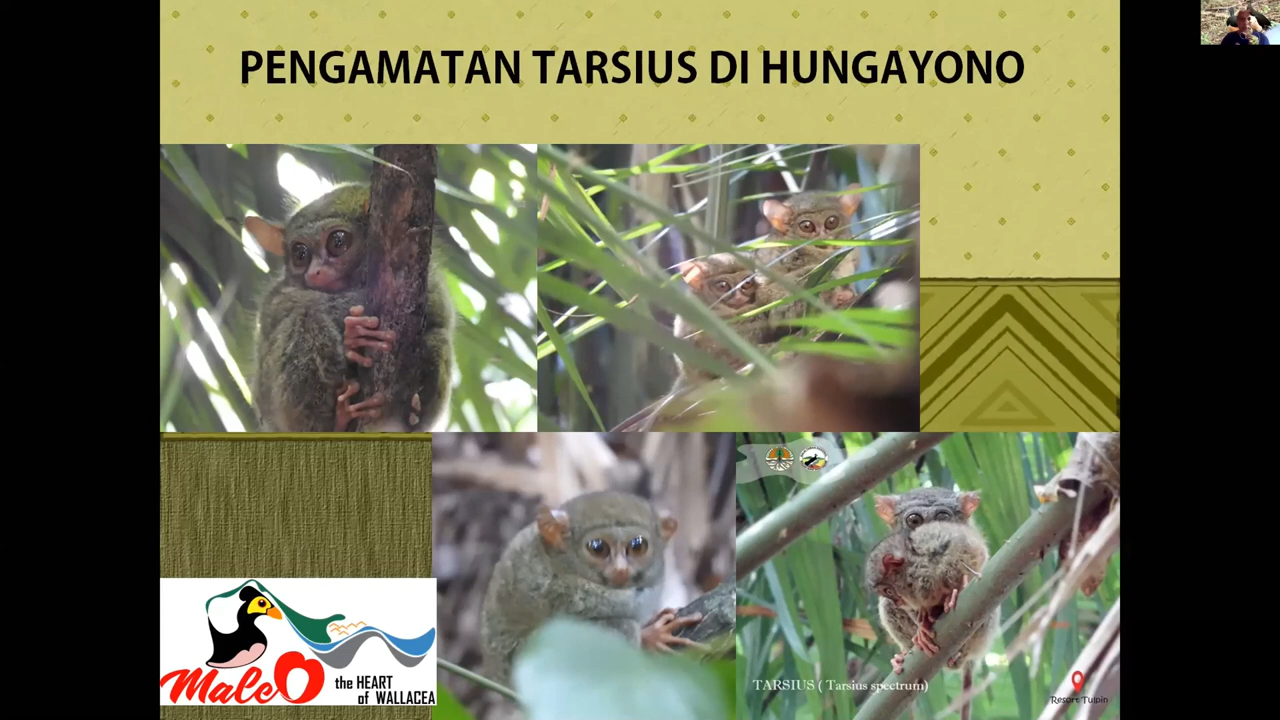 PENGAMATAN TARSIUS DI HUNGAYONO
MaleO
the HEART
of WALLACEA
TARSIUS ( Tarsius spectrum)
Resort Tulpin